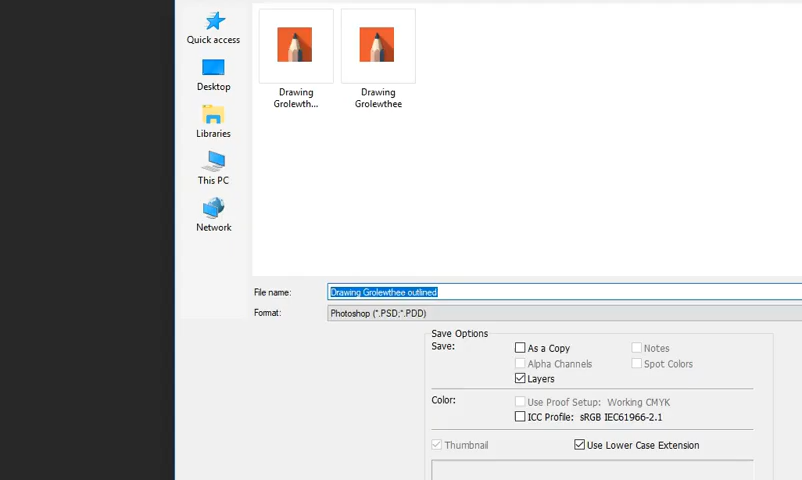 Quick access
Desktop
Libraries
This PC
Network
Drawing
Grolewth...
Drawing
Grolewthee
File name:
Drawing Grolewthee outlined
Format:
Photoshop (*.PSD;*.PDD)
Save Options
Save:
As a Copy
Notes
Alpha Channels
Spot Colors
Layers
Color:
Use Proof Setup: Working CMYK
ICC Profile: sRGB IEC61966-2.1
Thumbnail
Use Lower Case Extension